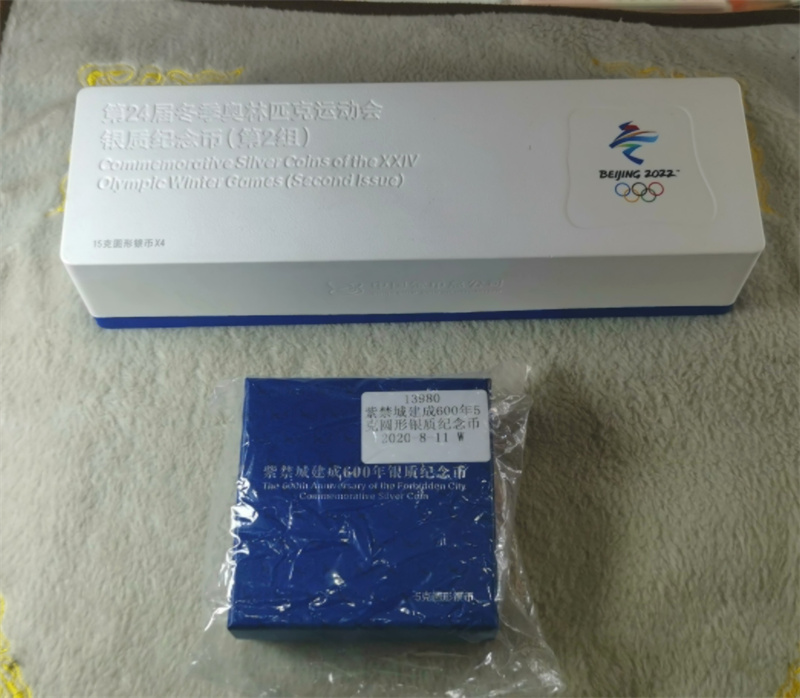 第24届冬季奥林匹克运动会
银质纪念币(第2组)
Commemorative Silver Coins of the XXIV
Olympic Winter Games (Second Issue)
15克圆形银币X4
BEIJING 2022
13980
紫禁城建成600年5
克圆形银质纪念币
2020-8-11 W
紫禁城建成600年银质纪念币
The 600th Anniversary of the Forbidden City
Commemorative Silver Coin
5克圆形银币